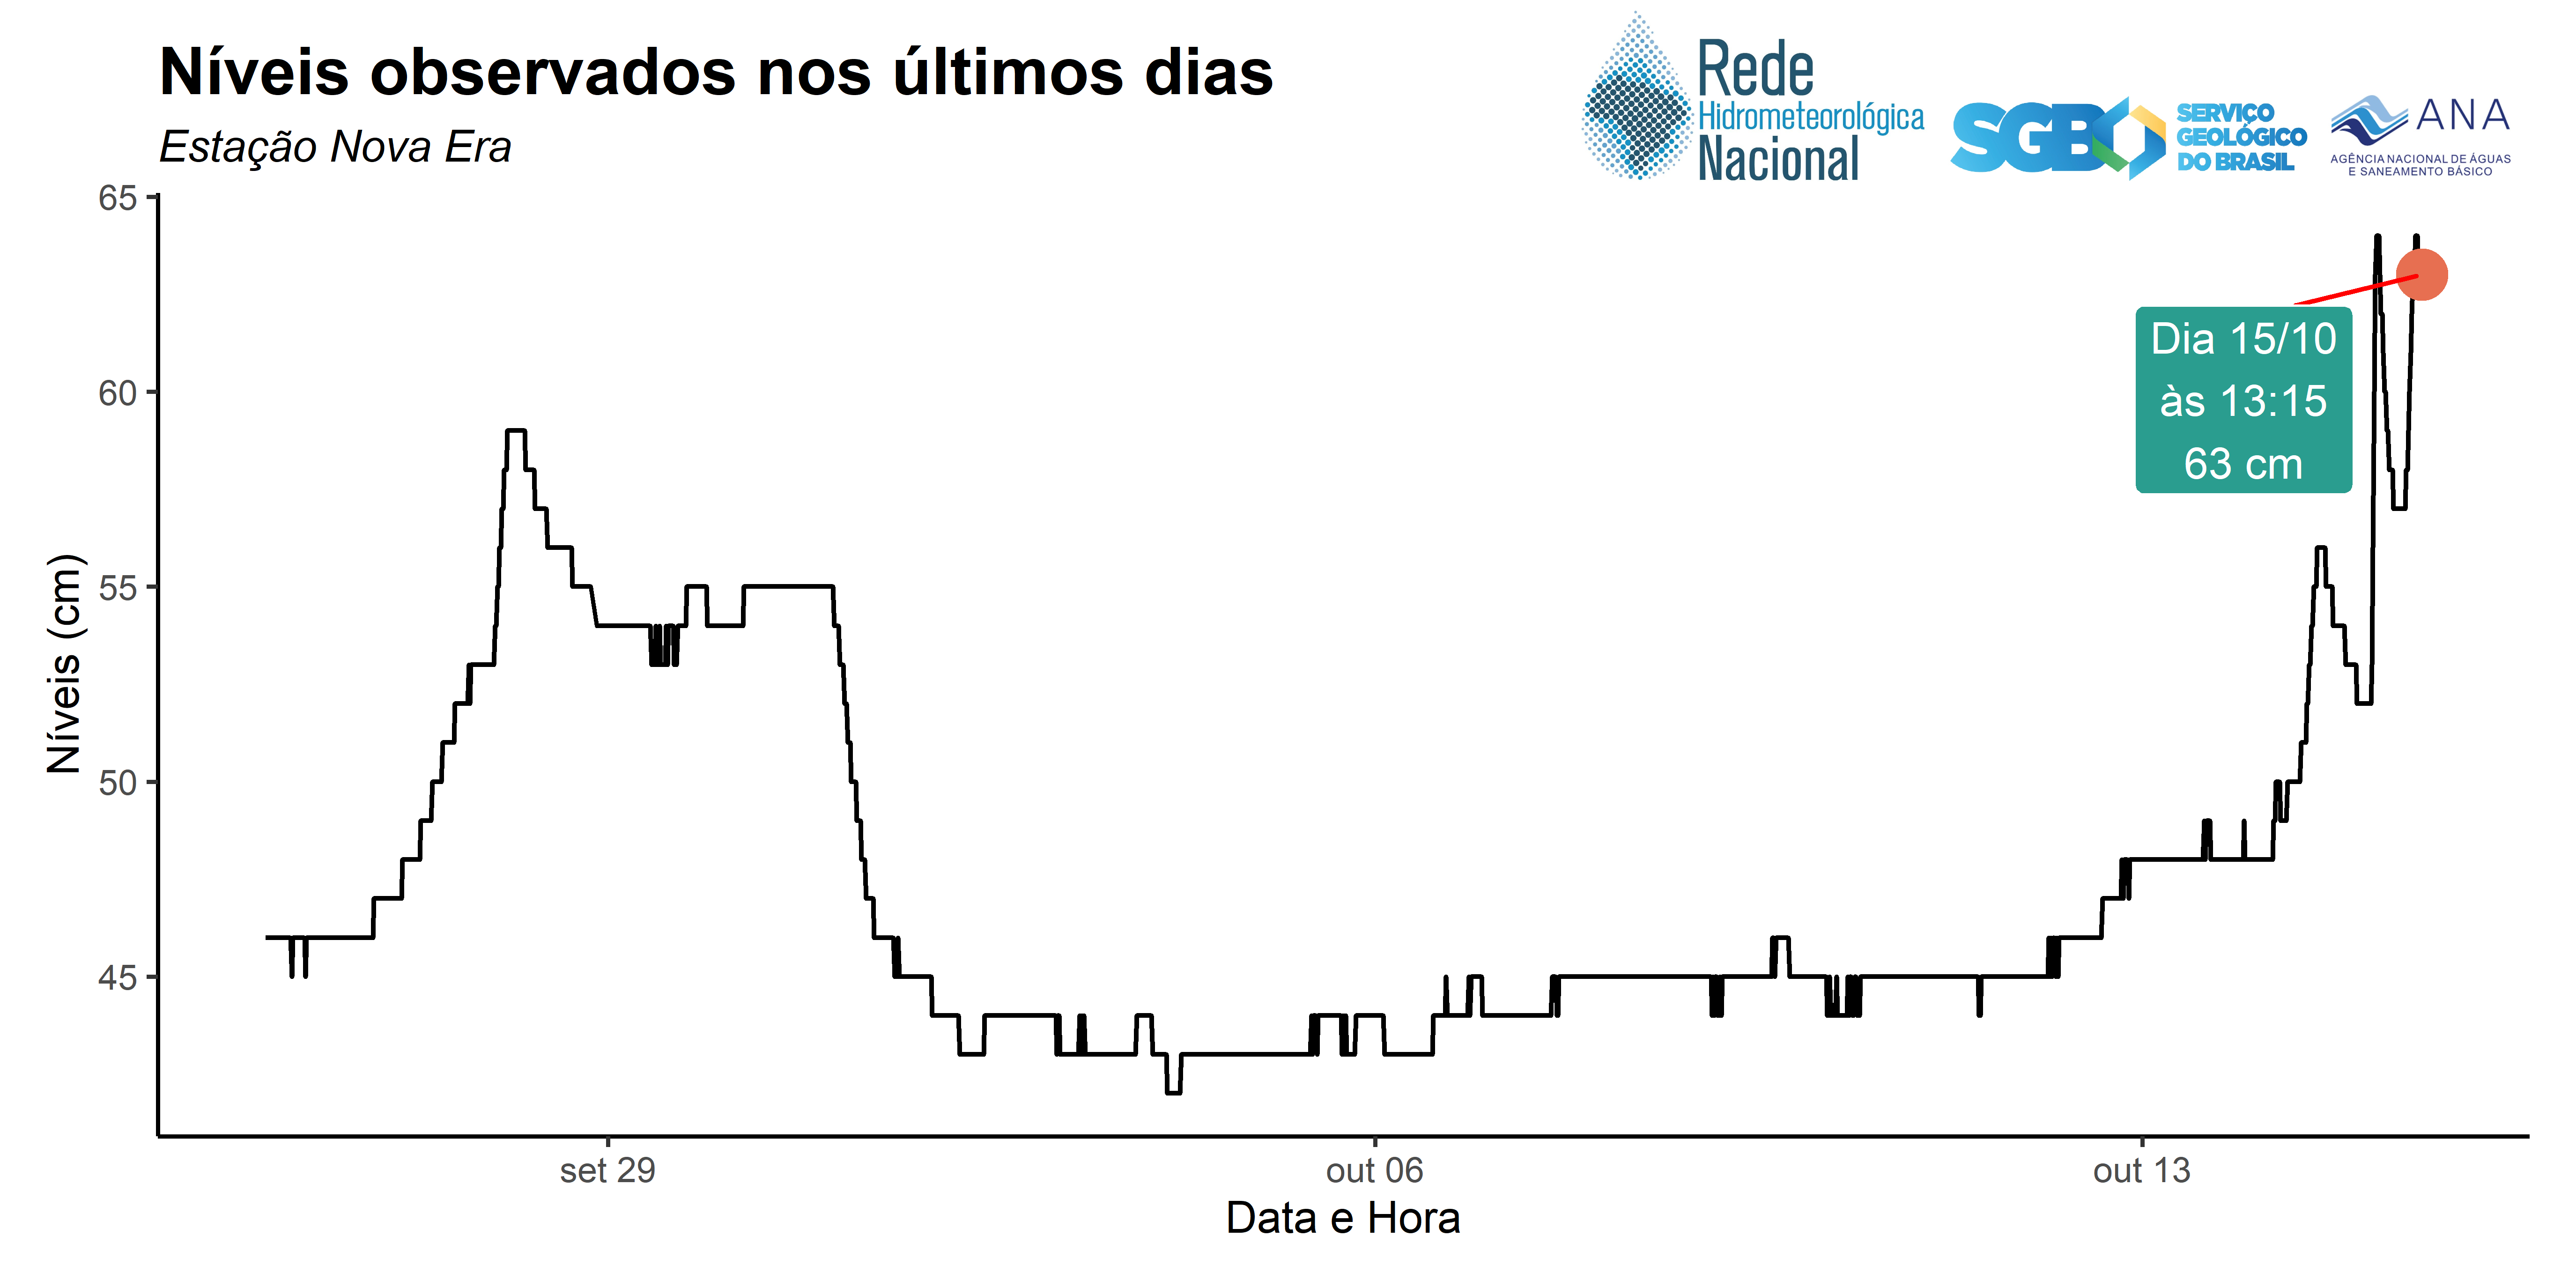 Níveis observados nos últimos dias
Estação Nova Era
Rede
Hidrometeorológica
Nacional
SGB
SERVIÇO
GEOLÓGICO
DO BRASIL
ANA
AGÊNCIA NACIONAL DE ÁGUAS
E SANEAMENTO BÁSICO
65
60
55
50
45
Níveis (cm)
Dia 15/10
às 13:15
63 cm
set 29
out 06
out 13
Data e Hora